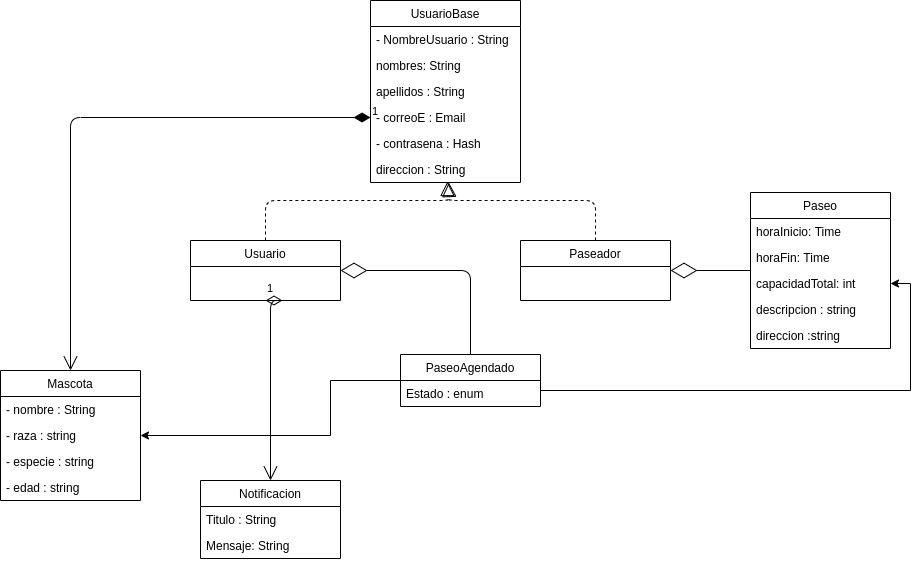 UsuarioBase
- NombreUsuario : String
nombres: String
apellidos : String
1
- correoE : Email
- contrasena : Hash
direccion : String
Usuario
1
Paseador
Paseo
horaInicio: Time
horaFin: Time
capacidadTotal: int
descripcion : string
direccion :string
PaseoAgendado
Estado : enum
Mascota
- nombre : String
- raza : string
- especie : string
- edad : string
Notificacion
Titulo : String
Mensaje: String